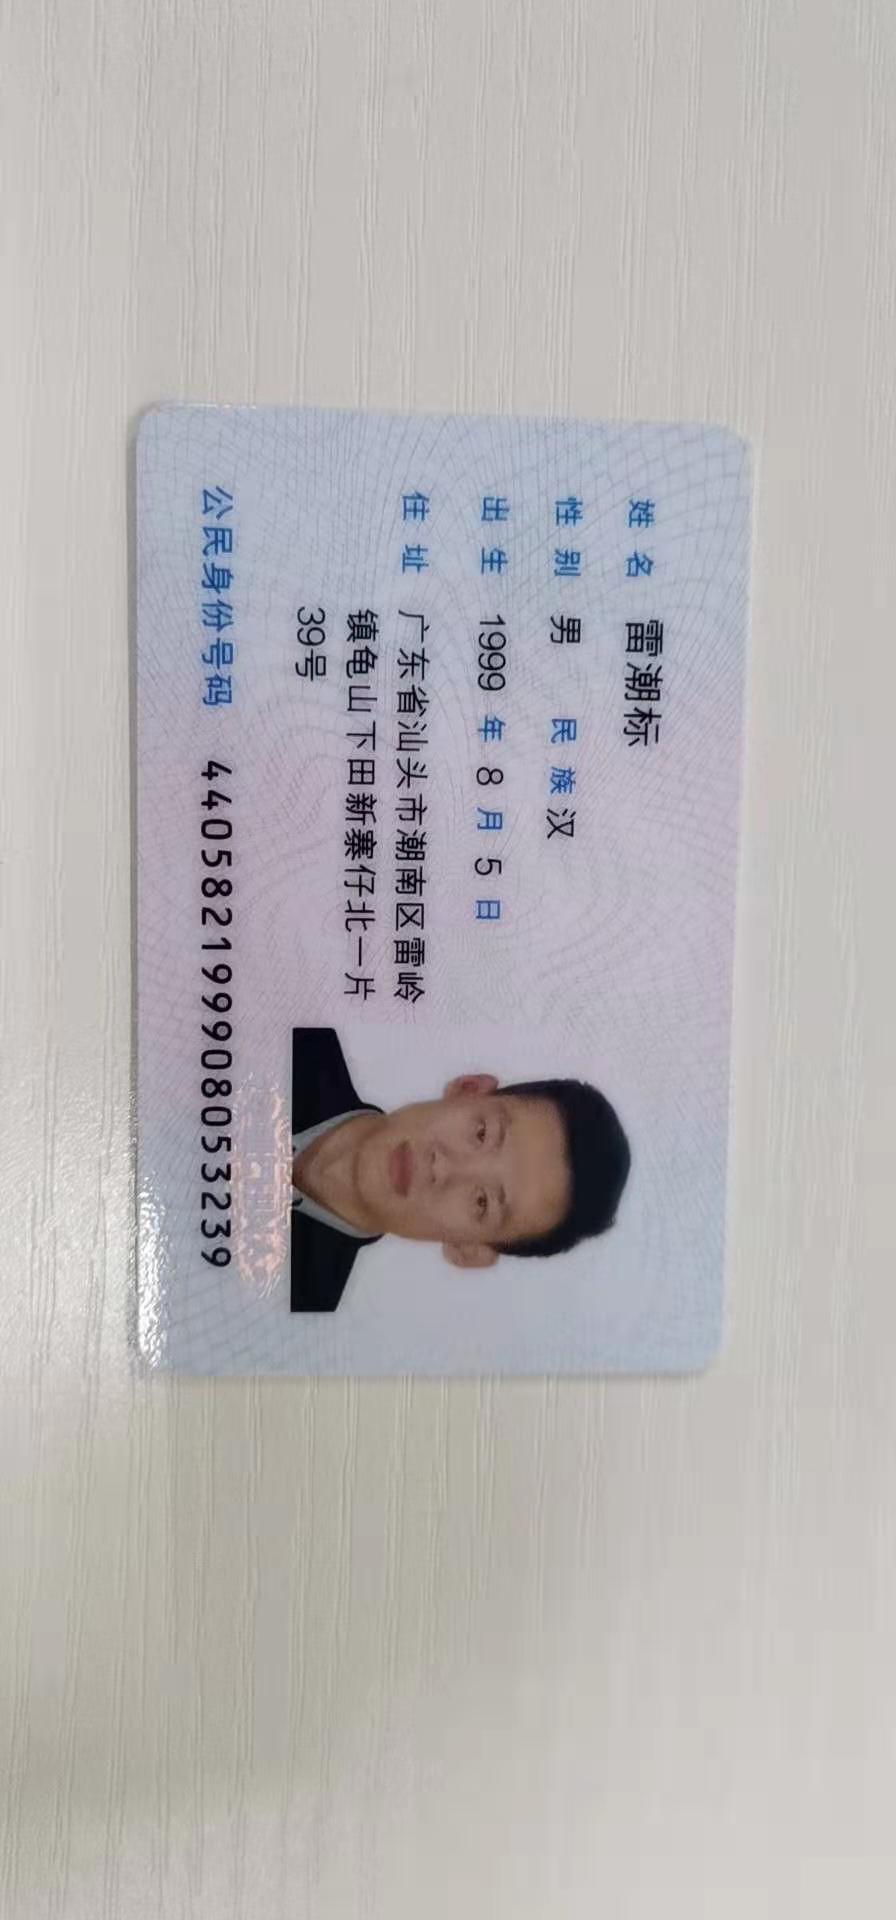 姓名 雷潮标
性别 男 民族 汉
出生 1999 年 8 月 5 日
住址 广东省汕头市潮南区雷岭
镇龟山下田新寨仔北一片
39号
公民身份号码 440582199908053239